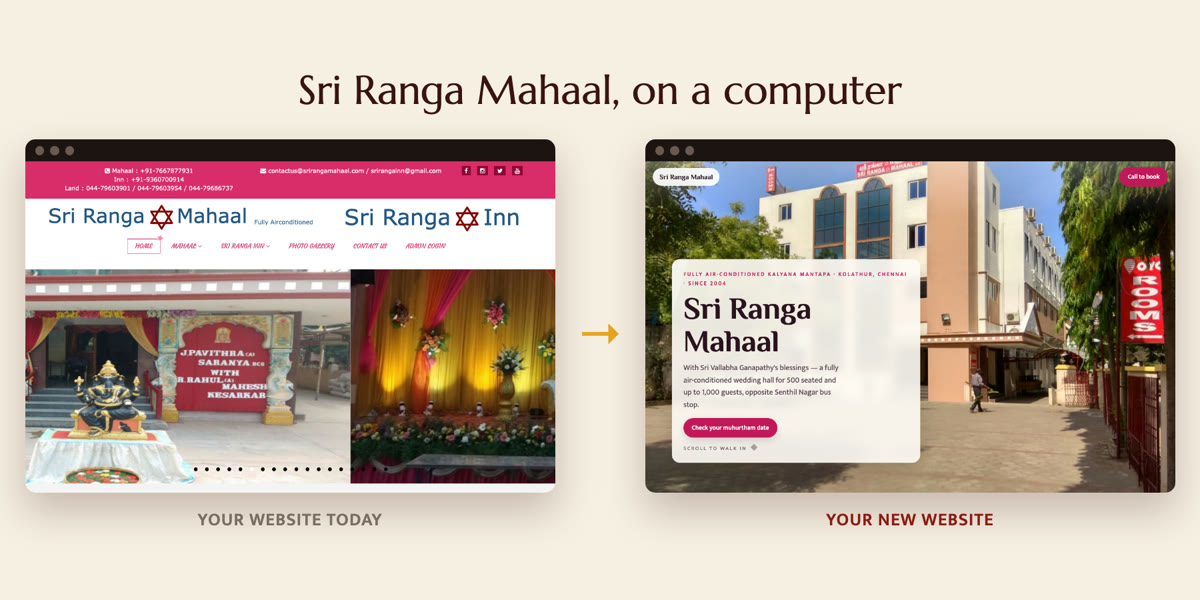 Sri Ranga Mahaal, on a computer
Mahaal : +91-7667877931
Inn : +91-9360700914
Land : 044-79603901 / 044-79603954 / 044-79686737
contactus@srirangamahaal.com / srirangainn@gmail.com
Sri Ranga Mahaal Fully Airconditioned
Sri Ranga Inn
HOME MAHAAL SRI RANGA INN PHOTO GALLERY CONTACT US ADMIN LOGIN
J.PAVITHRA (A)
SARANYA BCS
WITH
R.RAHUL (A) MAHESH
KESARKAR
YOUR WEBSITE TODAY
Sri Ranga Mahaal
Call to book
FULLY AIR-CONDITIONED KALYANA MANTAPA · KOLATHUR, CHENNAI
· SINCE 2004
Sri Ranga
Mahaal
With Sri Vallabha Ganapathy's blessings — a fully
air-conditioned wedding hall for 500 seated and
up to 1,000 guests, opposite Senthil Nagar bus
stop.
Check your muhurtham date
SCROLL TO WALK IN
OYO
ROOMS
YOUR NEW WEBSITE